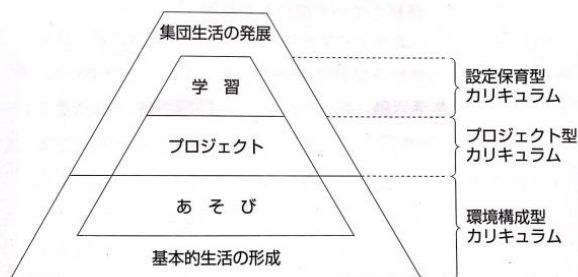 集団生活の発展
学 習
設定保育型
カリキュラム
プロジェクト
プロジェクト型
カリキュラム
あ そ び
環境構成型
カリキュラム
基本的生活の形成